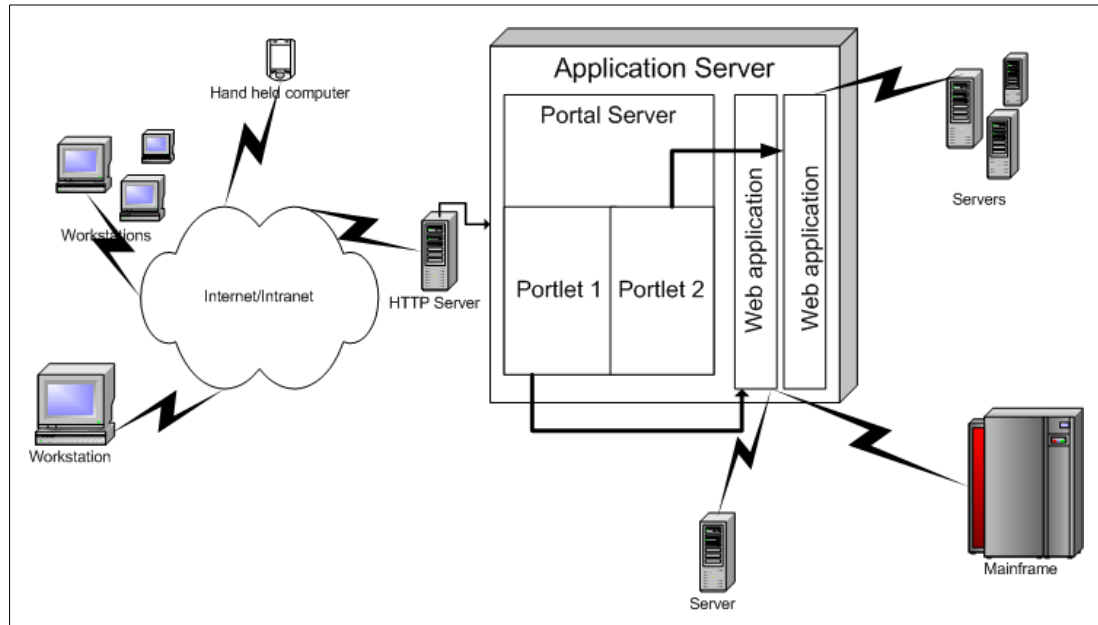 Application Server
Hand held computer
Portal Server
Workstations
Servers
Internet/Intranet
HTTP Server
Portlet 1
Portlet 2
Web application
Web application
Workstation
Server
Mainframe